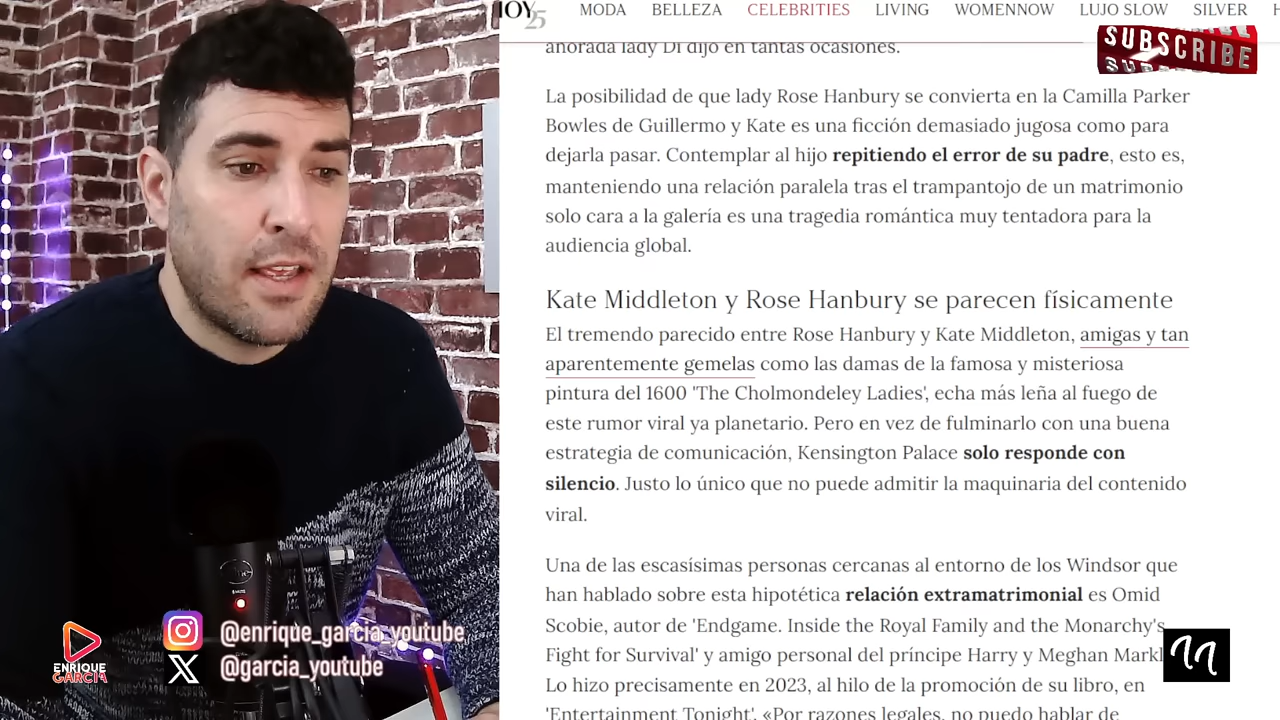 HOY
25
MODA BELLEZA CELEBRITIES LIVING WOMENNOW LUJO SLOW SILVER
SUBSCRIBE
añorada lady Di dijo en tantas ocasiones.
La posibilidad de que lady Rose Hanbury se convierta en la Camilla Parker
Bowles de Guillermo y Kate es una ficción demasiado jugosa como para
dejarla pasar. Contemplar al hijo repitiendo el error de su padre, esto es,
manteniendo una relación paralela tras el trampantojo de un matrimonio
solo cara a la galería es una tragedia romántica muy tentadora para la
audiencia global.
Kate Middleton y Rose Hanbury se parecen físicamente
El tremendo parecido entre Rose Hanbury y Kate Middleton, amigas y tan
aparentemente gemelas como las damas de la famosa y misteriosa
pintura del 1600 'The Cholmondeley Ladies', echa más leña al fuego de
este rumor viral ya planetario. Pero en vez de fulminarlo con una buena
estrategia de comunicación, Kensington Palace solo responde con
silencio. Justo lo único que no puede admitir la maquinaria del contenido
viral.
Una de las escasísimas personas cercanas al entorno de los Windsor que
han hablado sobre esta hipotética relación extramatrimonial es Omid
Scobie, autor de 'Endgame. Inside the Royal Family and the Monarchy's
Fight for Survival' y amigo personal del príncipe Harry y Meghan Markl
Lo hizo precisamente en 2023, al hilo de la promoción de su libro, en
'Entertainment Tonight'. «Por razones legales, no puedo hablar de
ENRIQUE
GARCIA
@enrique_garcia_youtube
@garcia_youtube